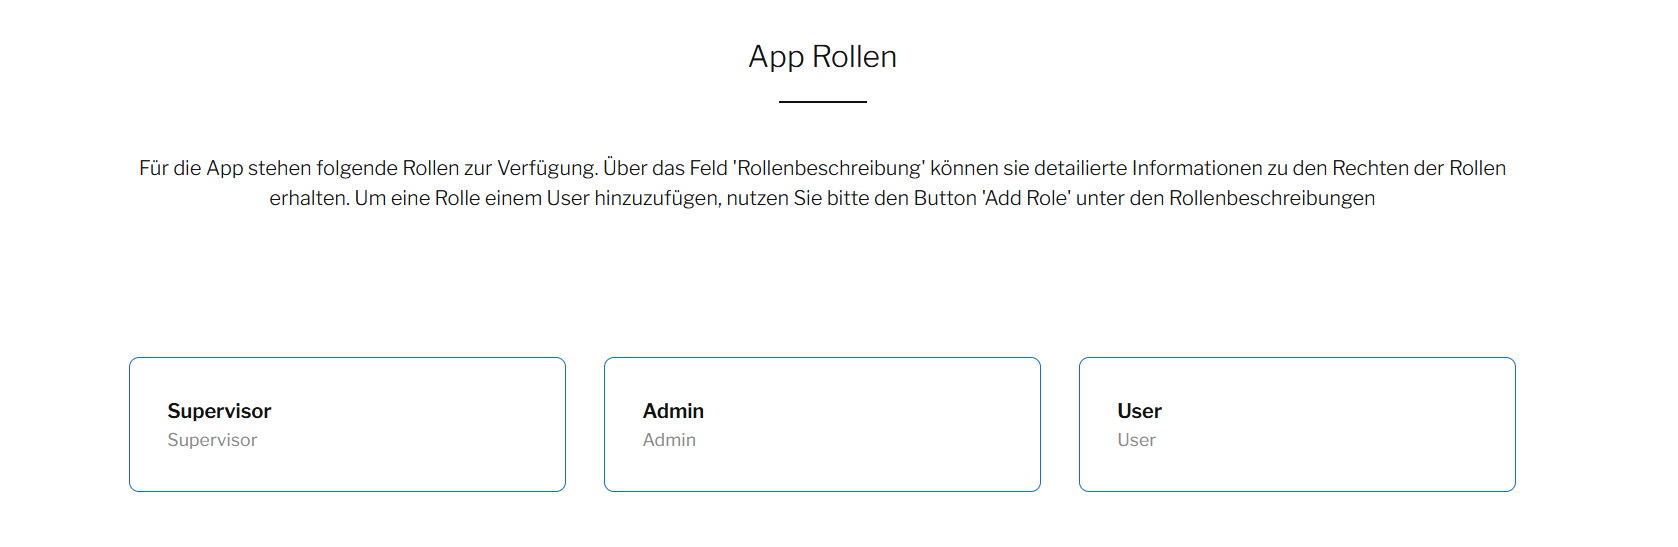 App Rollen
Für die App stehen folgende Rollen zur Verfügung. Über das Feld 'Rollenbeschreibung' können sie detailierte Informationen zu den Rechten der Rollen
erhalten. Um eine Rolle einem User hinzuzufügen, nutzen Sie bitte den Button 'Add Role' unter den Rollenbeschreibungen
Supervisor
Supervisor
Admin
Admin
User
User